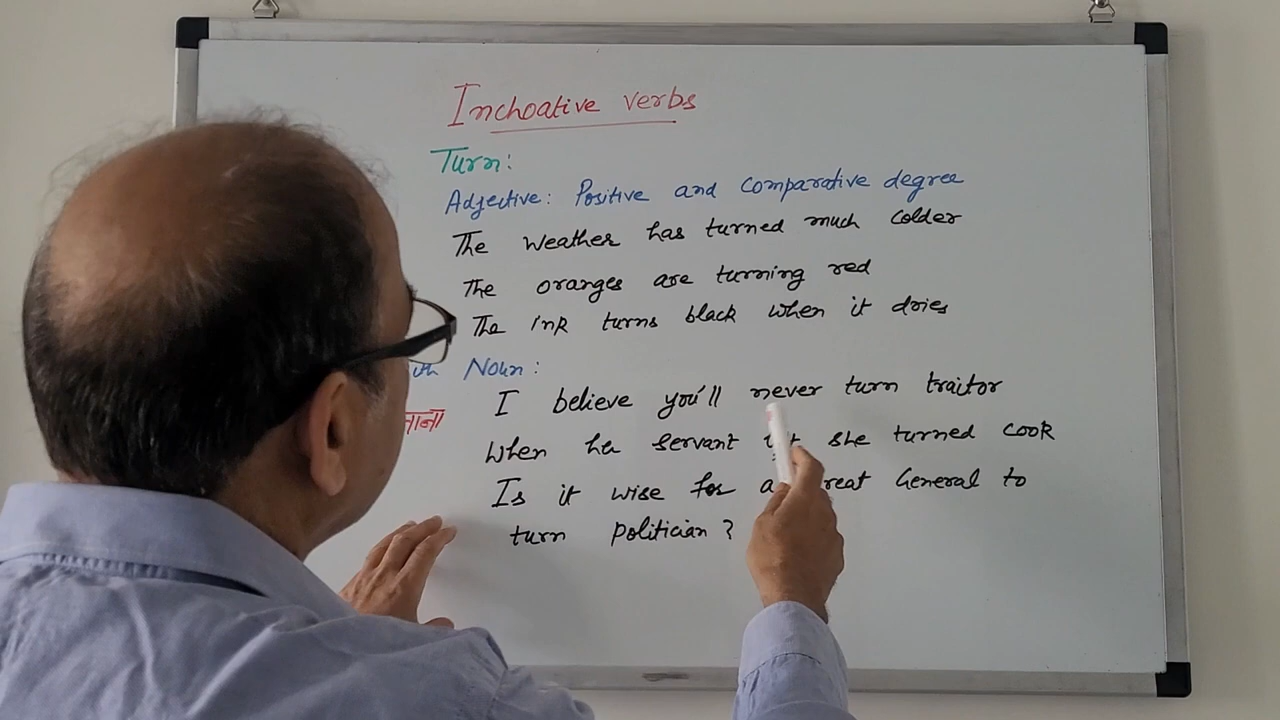 Inchoative verbs
Turn:
Adjective: Positive and comparative degree
The weather has turned much colder
The oranges are turning red
The ink turns black when it dries
Noun:
I believe you'll never turn traitor
When he servant she turned cook
Is it wise for a General to
turn politician?